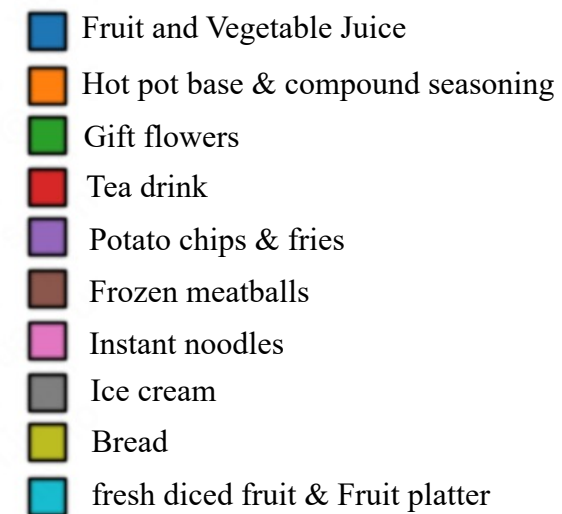 Fruit and Vegetable Juice
Hot pot base & compound seasoning
Gift flowers
Tea drink
Potato chips & fries
Frozen meatballs
Instant noodles
Ice cream
Bread
fresh diced fruit & Fruit platter